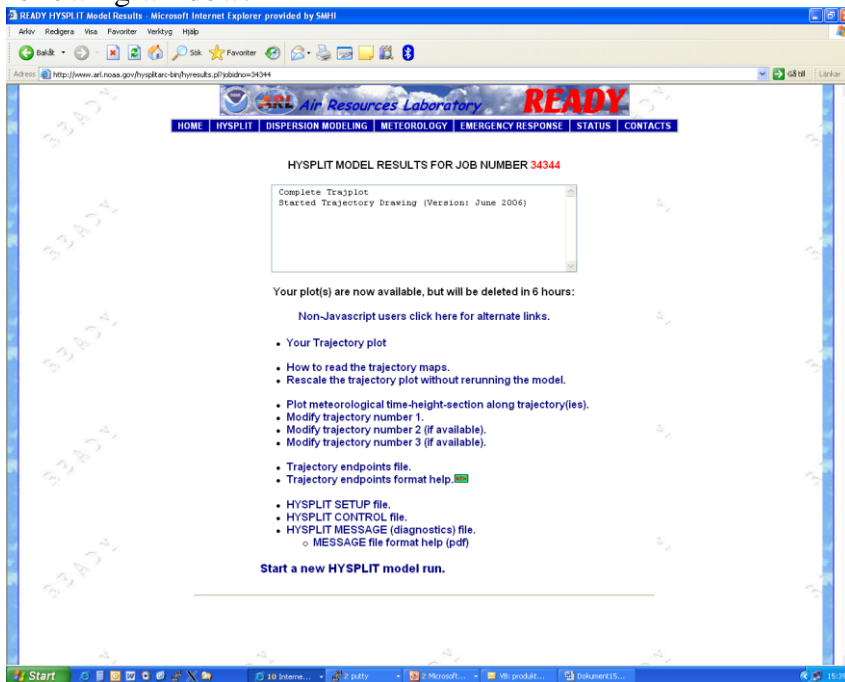 READY HYSPLIT Model Results - Microsoft Internet Explorer provided by SMHI
Arkiv Redigera Visa Favoriter Verktyg Hjälp
Bakåt Sök Favoriter
Adress http://www.arl.noaa.gov/hysplitarc-bin/hyresults.pl?jobidno=34344 Gå till Länkar
ARL Air Resources Laboratory READY
HOME HYSPLIT DISPERSION MODELING METEOROLOGY EMERGENCY RESPONSE STATUS CONTACTS
HYSPLIT MODEL RESULTS FOR JOB NUMBER 34344
Complete Trajplot
Started Trajectory Drawing (Version: June 2006)
Your plot(s) are now available, but will be deleted in 6 hours:
Non-Javascript users click here for alternate links.
• Your Trajectory plot
• How to read the trajectory maps.
• Rescale the trajectory plot without rerunning the model.
• Plot meteorological time-height-section along trajectory(ies).
• Modify trajectory number 1.
• Modify trajectory number 2 (if available).
• Modify trajectory number 3 (if available).
• Trajectory endpoints file.
• Trajectory endpoints format help.
• HYSPLIT SETUP file.
• HYSPLIT CONTROL file.
• HYSPLIT MESSAGE (diagnostics) file.
○ MESSAGE file format help (pdf)
Start a new HYSPLIT model run.
Start 10 Interne... 2 putty 2 Microsoft... VB: produkt... Dokument15...